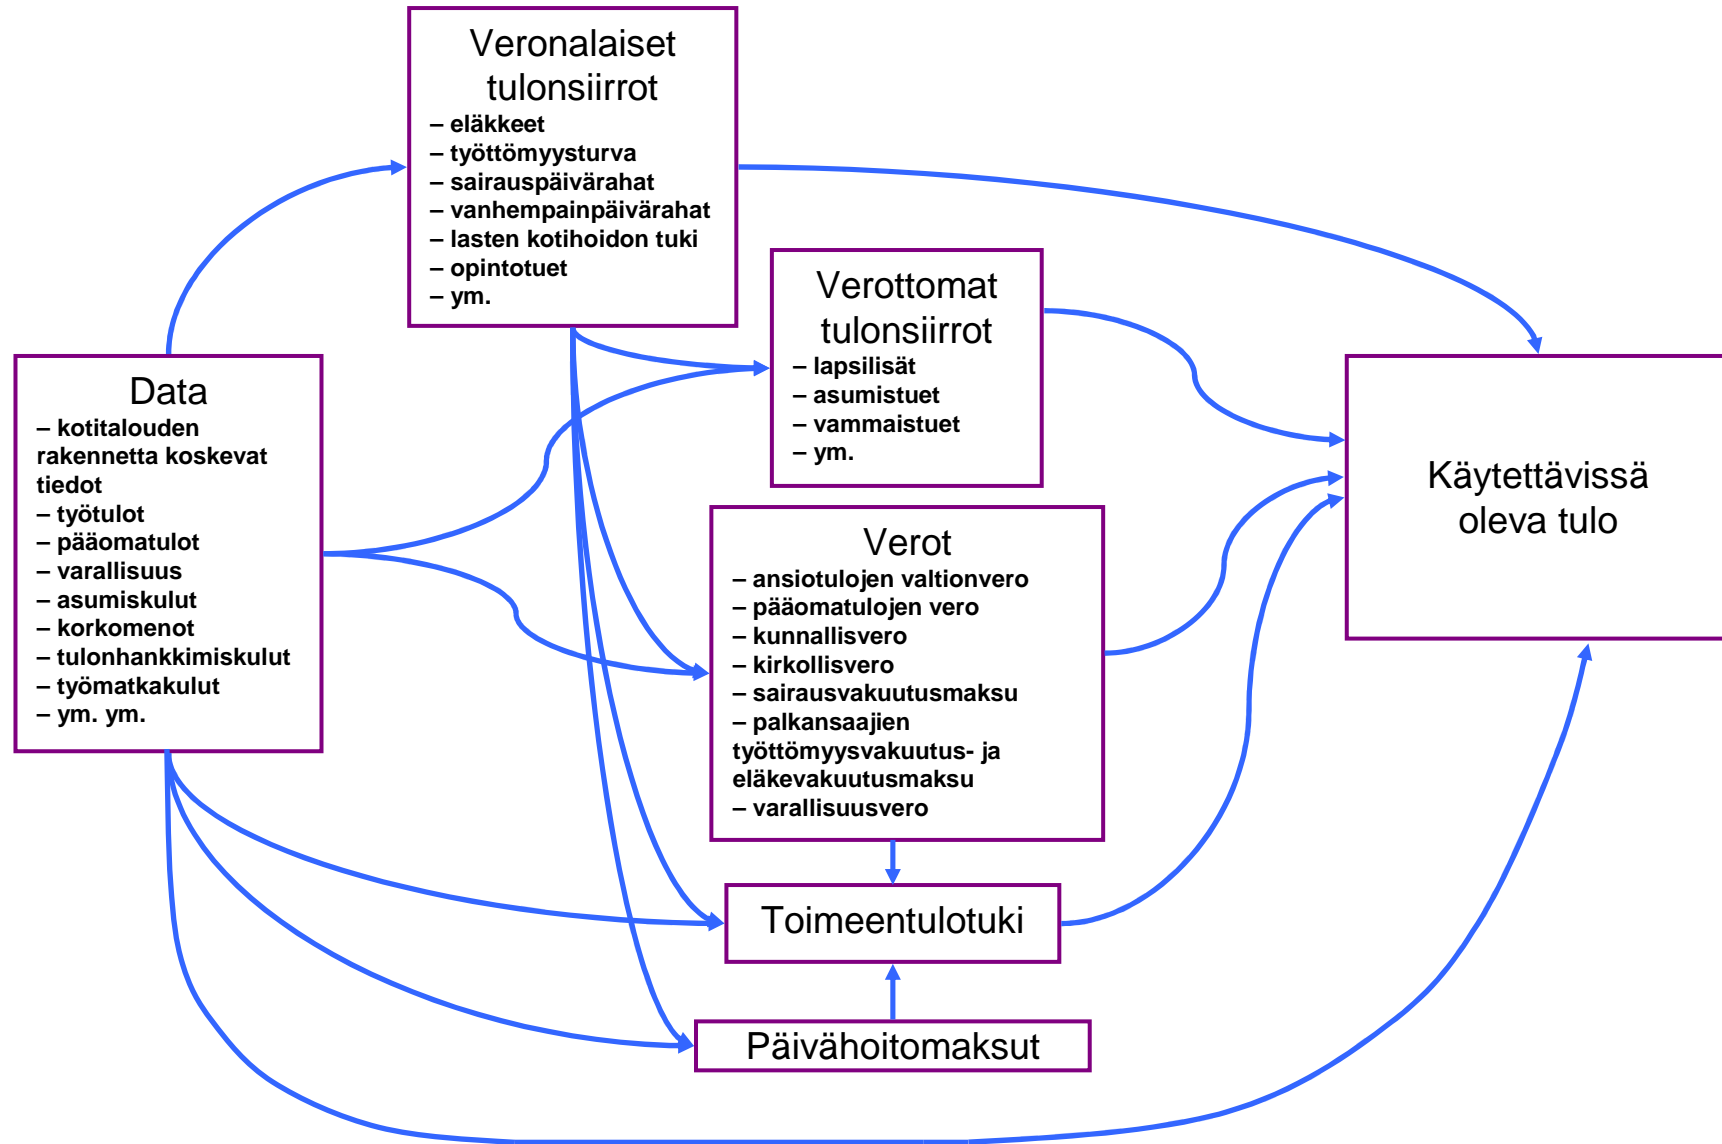 Veronalaiset
tulonsiirrot
– eläkkeet
– työttömyysturva
– sairauspäivärahat
– vanhempainpäivärahat
– lasten kotihoidon tuki
– opintotuet
– ym.
Verottomat
tulonsiirrot
– lapsilisät
– asumistuet
– vammaistuet
– ym.
Data
– kotitalouden
rakennetta koskevat
tiedot
– työtulot
– pääomatulot
– varallisuus
– asumiskulut
– korkomenot
– tulonhankkimiskulut
– työmatkakulut
– ym. ym.
Käytettävissä
oleva tulo
Verot
– ansiotulojen valtionvero
– pääomatulojen vero
– kunnallisvero
– kirkollisvero
– sairausvakuutusmaksu
– palkansaajien
työttömyysvakuutus- ja
eläkevakuutusmaksu
– varallisuusvero
Toimeentulotuki
Päivähoitomaksut